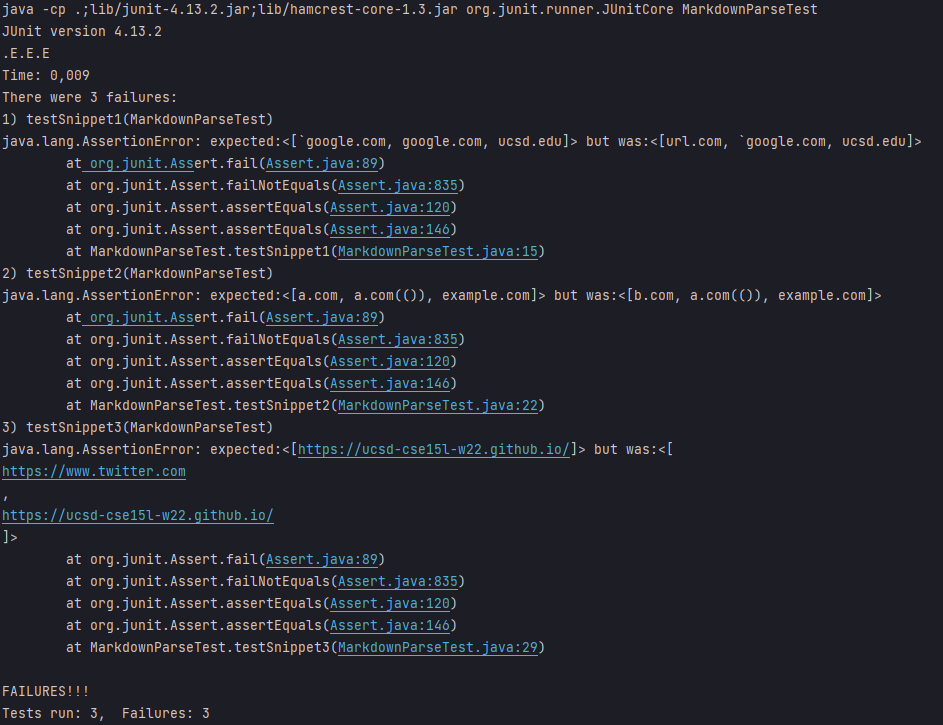 java -cp .;lib/junit-4.13.2.jar;lib/hamcrest-core-1.3.jar org.junit.runner.JUnitCore MarkdownParseTest
JUnit version 4.13.2
.E.E.E
Time: 0,009
There were 3 failures:
1) testSnippet1(MarkdownParseTest)
java.lang.AssertionError: expected:<[`google.com, google.com, ucsd.edu]> but was:<[url.com, `google.com, ucsd.edu]>
        at org.junit.Assert.fail(Assert.java:89)
        at org.junit.Assert.failNotEquals(Assert.java:835)
        at org.junit.Assert.assertEquals(Assert.java:120)
        at org.junit.Assert.assertEquals(Assert.java:146)
        at MarkdownParseTest.testSnippet1(MarkdownParseTest.java:15)
2) testSnippet2(MarkdownParseTest)
java.lang.AssertionError: expected:<[a.com, a.com(()), example.com]> but was:<[b.com, a.com(()), example.com]>
        at org.junit.Assert.fail(Assert.java:89)
        at org.junit.Assert.failNotEquals(Assert.java:835)
        at org.junit.Assert.assertEquals(Assert.java:120)
        at org.junit.Assert.assertEquals(Assert.java:146)
        at MarkdownParseTest.testSnippet2(MarkdownParseTest.java:22)
3) testSnippet3(MarkdownParseTest)
java.lang.AssertionError: expected:<[https://ucsd-cse15l-w22.github.io/]> but was:<[
https://www.twitter.com
,
https://ucsd-cse15l-w22.github.io/
]>
        at org.junit.Assert.fail(Assert.java:89)
        at org.junit.Assert.failNotEquals(Assert.java:835)
        at org.junit.Assert.assertEquals(Assert.java:120)
        at org.junit.Assert.assertEquals(Assert.java:146)
        at MarkdownParseTest.testSnippet3(MarkdownParseTest.java:29)

FAILURES!!!
Tests run: 3,  Failures: 3